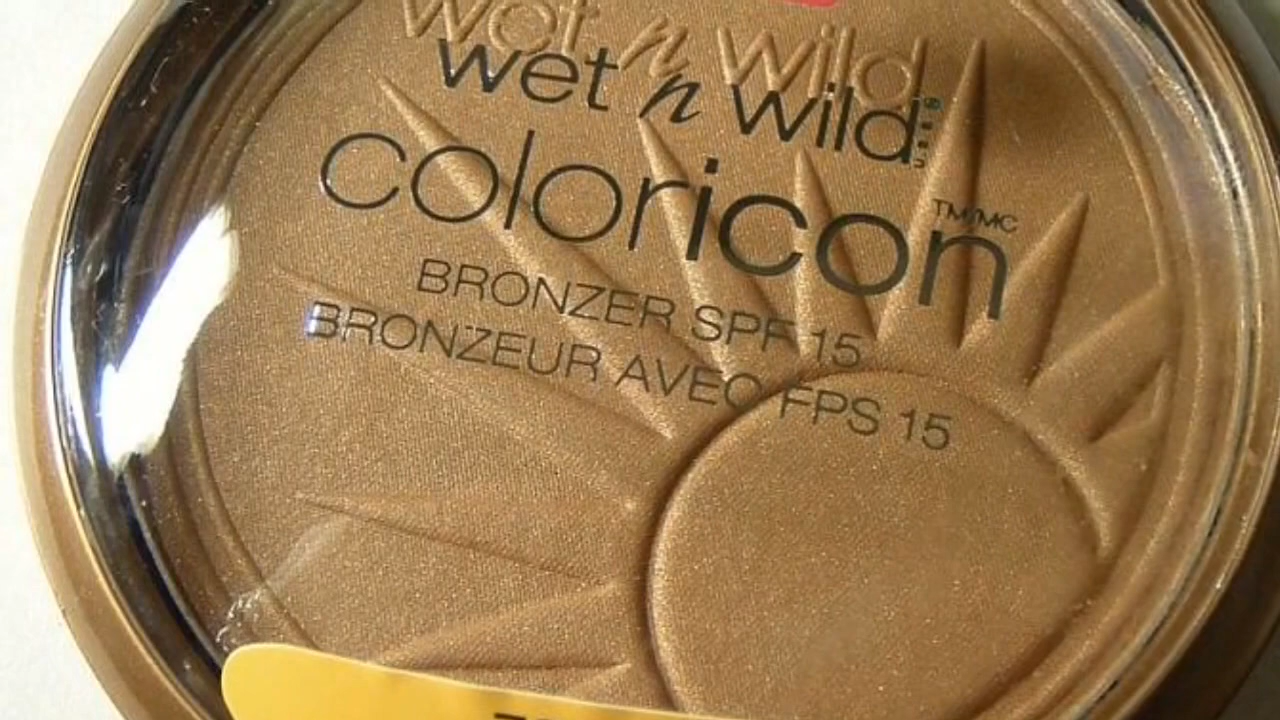 wet n wild
wet n wild®
coloricon TM/MC
BRONZER SPF 15
BRONZEUR AVEC FPS 15